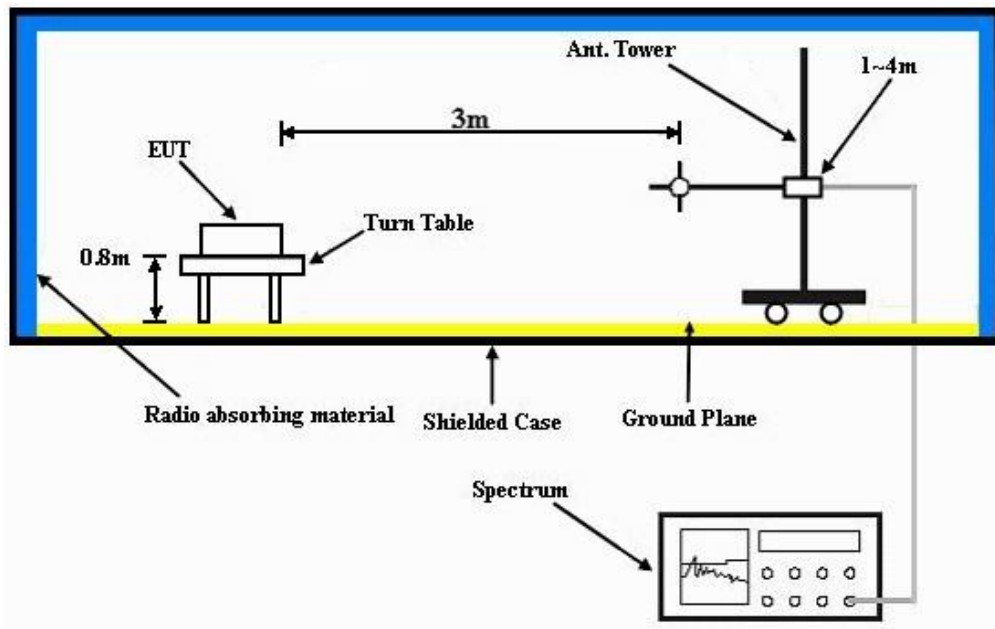 Ant. Tower
1~4m
3m
EUT
Turn Table
0.8m
Radio absorbing material
Shielded Case
Ground Plane
Spectrum